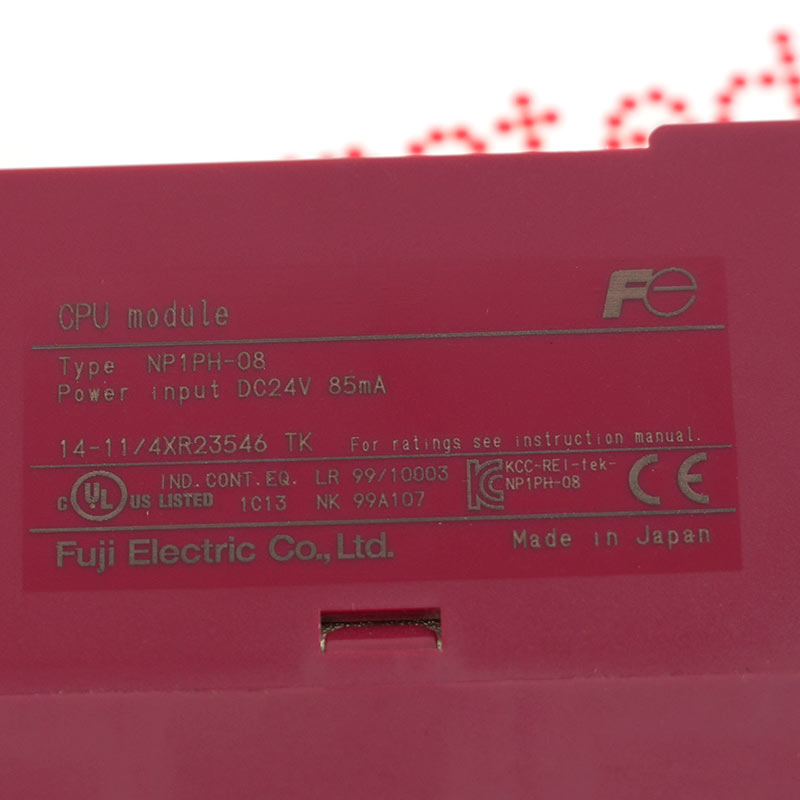 CPU module
Fe
Type NP1PH-08
Power input DC24V 85mA
14-11/4XR23546 TK For ratings see instruction manual.
C UL US LISTED IND. CONT. EQ. 1C13
LR 99/10003
NK 99A107
KCC-REI-fek-
NP1PH-08
CE
Fuji Electric Co., Ltd. Made in Japan